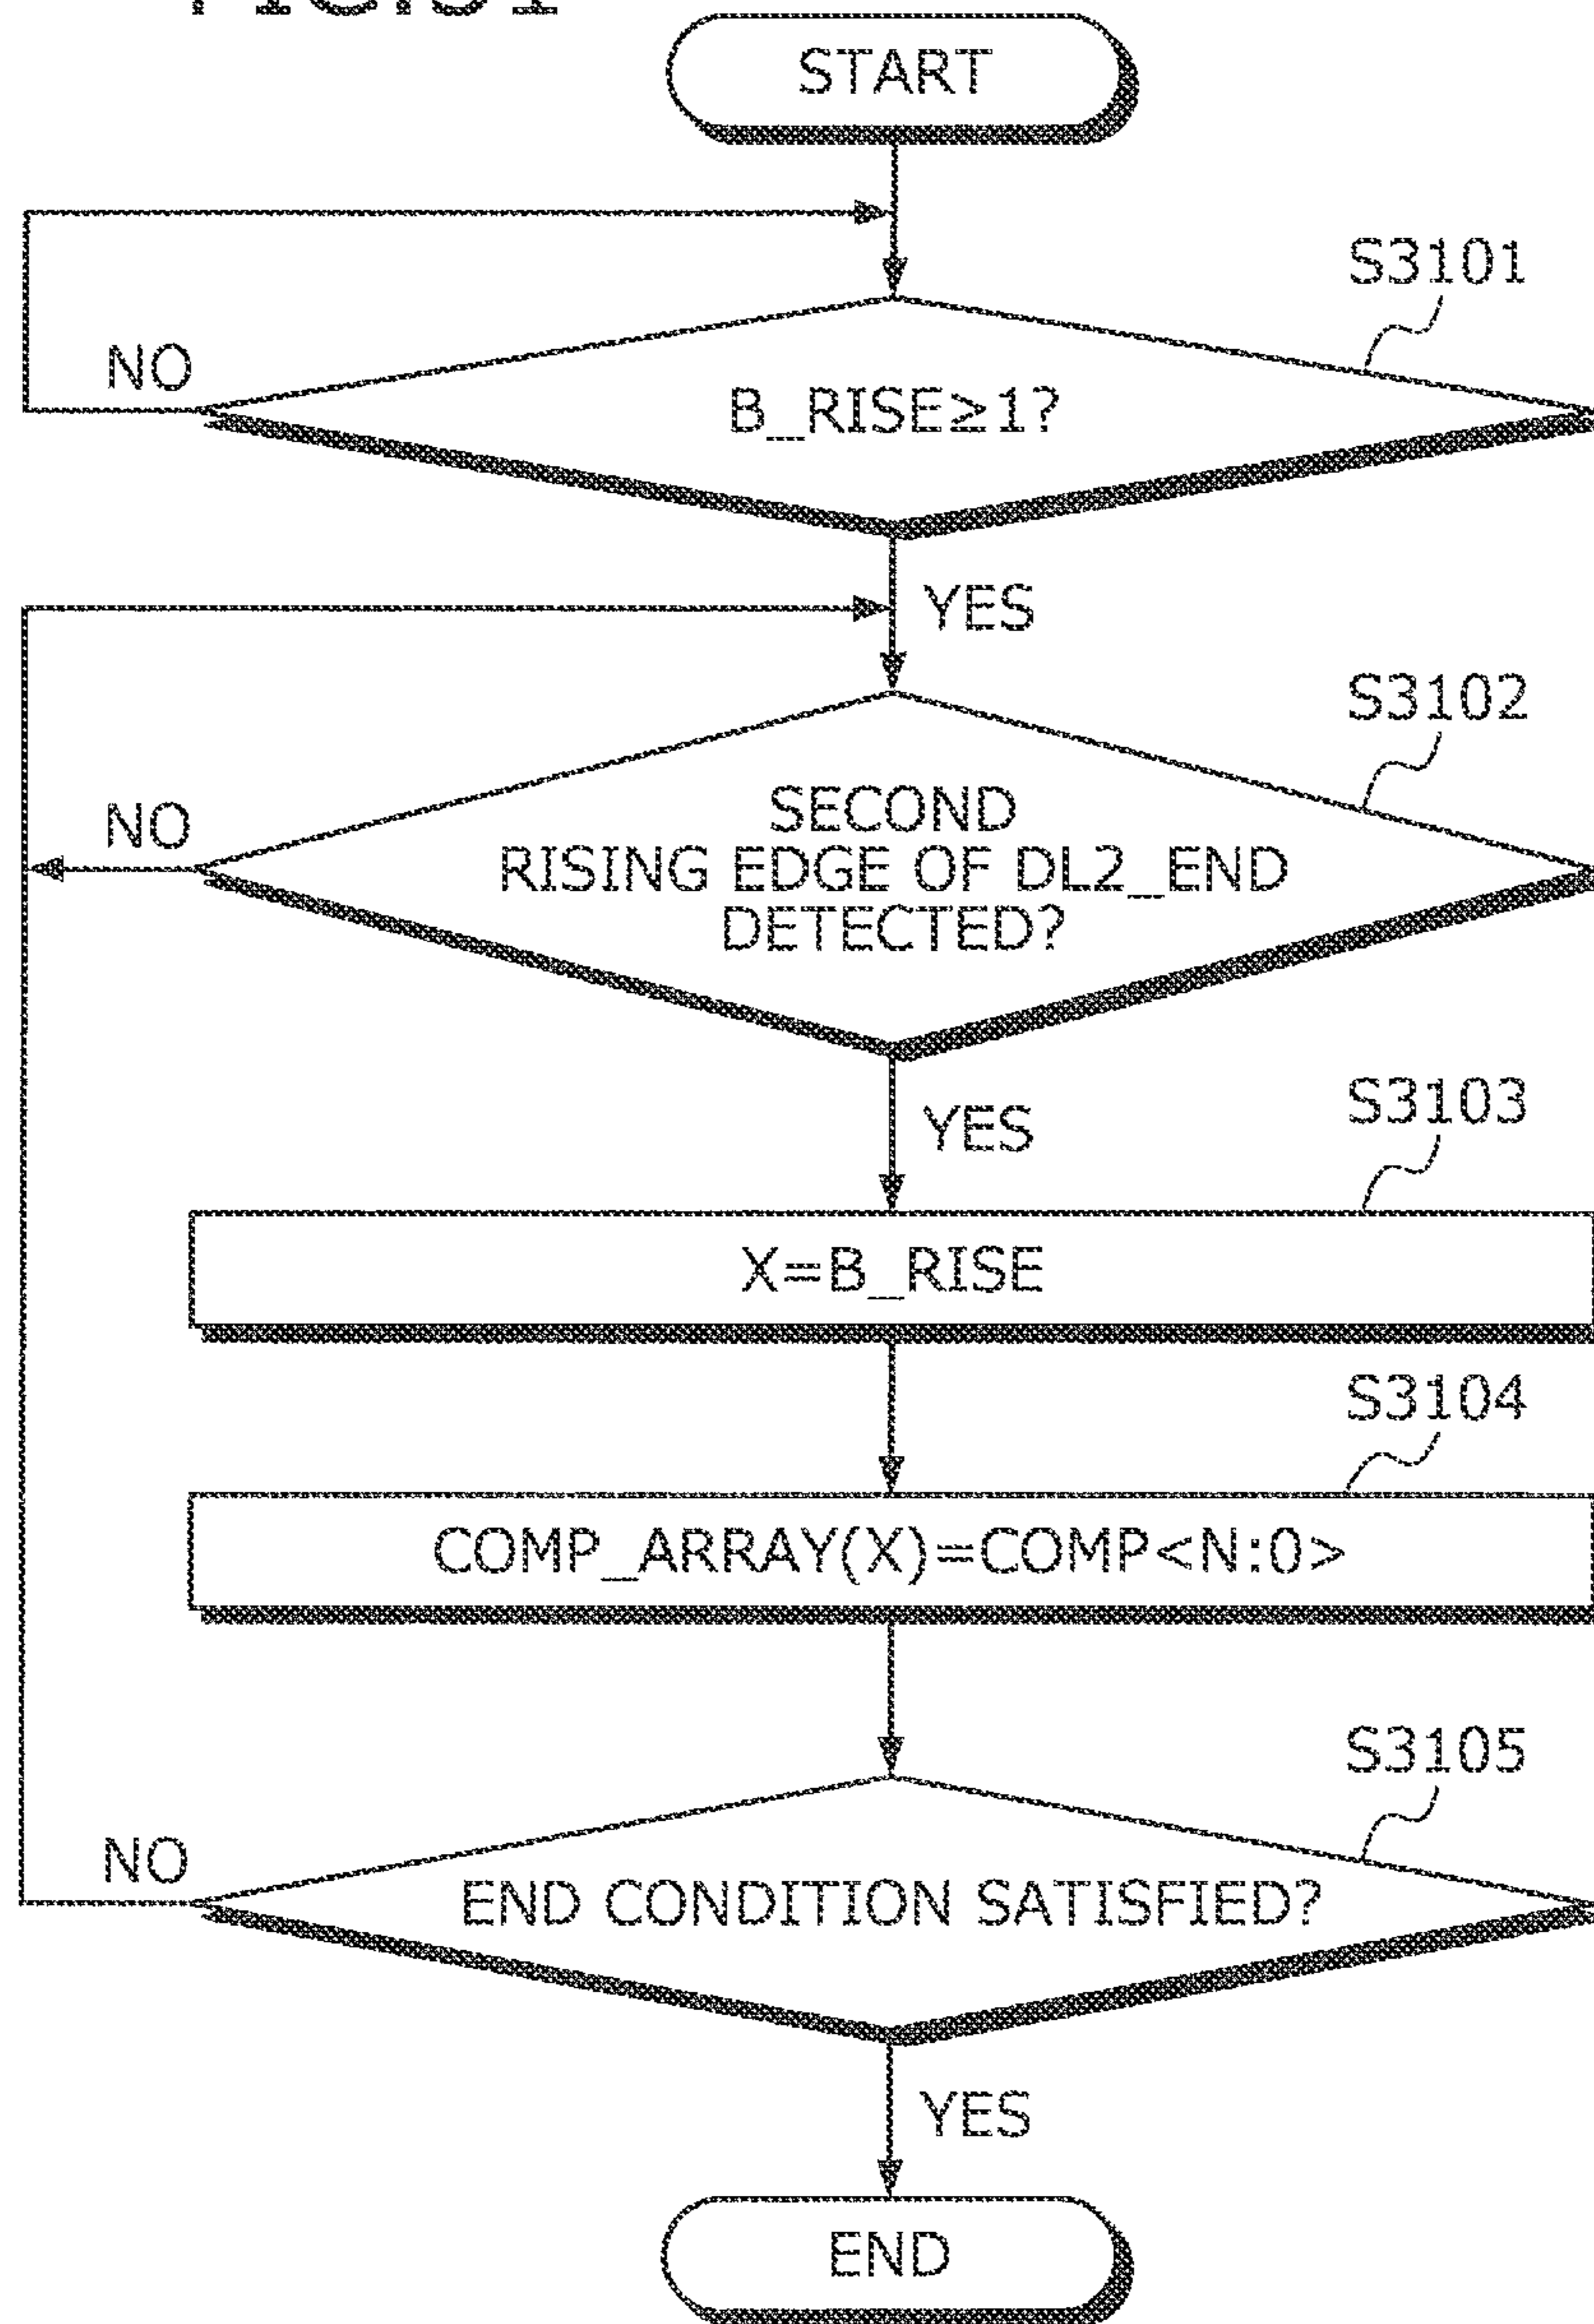 START
S3101
NO
B_RISE≥1?
YES
S3102
NO
SECOND
RISING EDGE OF DL2_END
DETECTED?
YES
S3103
X=B_RISE
S3104
COMP_ARRAY(X)=COMP<N:0>
S3105
NO
END CONDITION SATISFIED?
YES
END